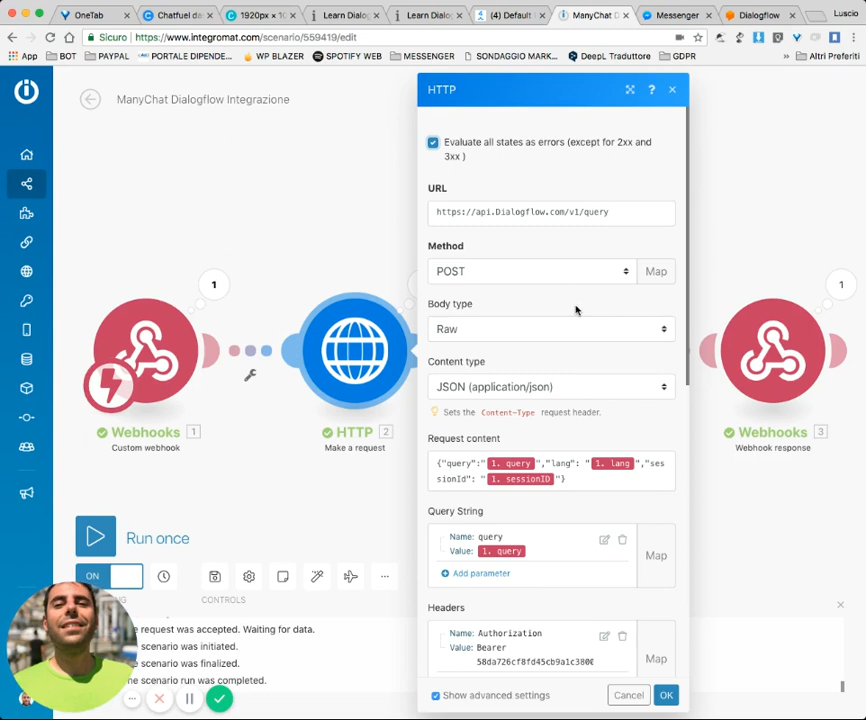 OneTab
Chatfuel da
1920px × 10
Learn Dialog
Learn Dialog
(4) Default
ManyChat D
Messenger
Dialogflow
Luscio
Sicuro
https://www.integromat.com/scenario/559419/edit
App
BOT
PAYPAL
PORTALE DIPENDE...
WP BLAZER
SPOTIFY WEB
MESSENGER
SONDAGGIO MARK...
DeepL Traduttore
GDPR
Altri Preferiti
ManyChat Dialogflow Integrazione
HTTP
Evaluate all states as errors (except for 2xx and
3xx )
URL
https://api.Dialogflow.com/v1/query
Method
POST
Map
Body type
Raw
Content type
JSON (application/json)
Sets the Content-Type request header.
Request content
{"query":"1. query","lang": "1. lang","ses
sionId": "1. sessionID"}
Query String
Name: query
Value: 1. query
Map
Add parameter
Headers
Name: Authorization
Value: Bearer
58da726cf8fd45cb9a1c3800
Map
Show advanced settings
Cancel
OK
1
Webhooks 1
Custom webhook
HTTP 2
Make a request
1
Webhooks 3
Webhook response
Run once
ON
...
CONTROLS
e request was accepted. Waiting for data.
scenario was initiated.
e scenario was finalized.
e scenario run was completed.